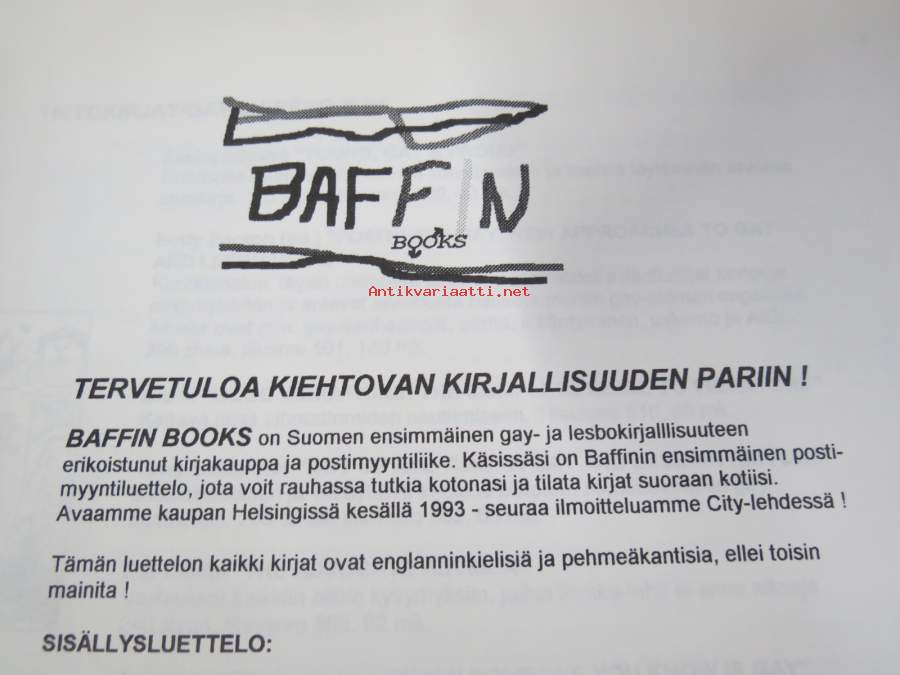 BAFFIN
BOOKS
Antikvariaatti.net
TERVETULOA KIEHTOVAN KIRJALLISUUDEN PARIIN !
BAFFIN BOOKS on Suomen ensimmäinen gay- ja lesbokirjalllisuuteen
erikoistunut kirjakauppa ja postimyyntiliike. Käsissäsi on Baffinin ensimmäinen posti-
myyntiluettelo, jota voit rauhassa tutkia kotonasi ja tilata kirjat suoraan kotiisi.
Avaamme kaupan Helsingissä kesällä 1993 - seuraa ilmoitteluamme City-lehdessä !
Tämän luettelon kaikki kirjat ovat englanninkielisiä ja pehmeäkantisia, ellei toisin
mainita !
SISÄLLYSLUETTELO: